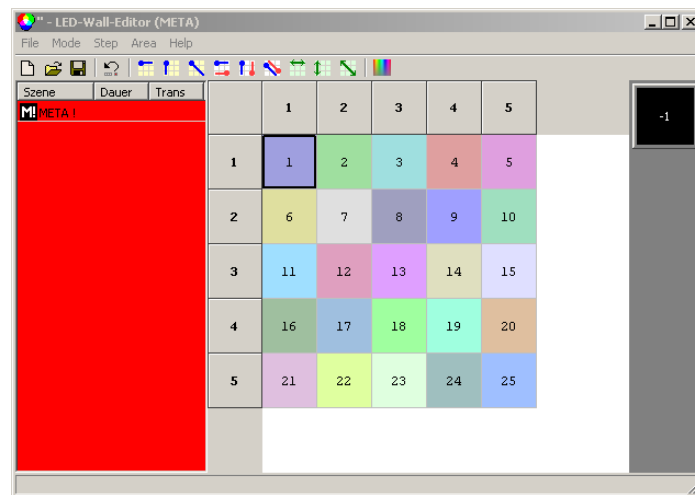 " - LED-Wall-Editor (META)
File Mode Step Area Help
Szene Dauer Trans
M! META !
1 2 3 4 5
-1
1 1 2 3 4 5
2 6 7 8 9 10
3 11 12 13 14 15
4 16 17 18 19 20
5 21 22 23 24 25